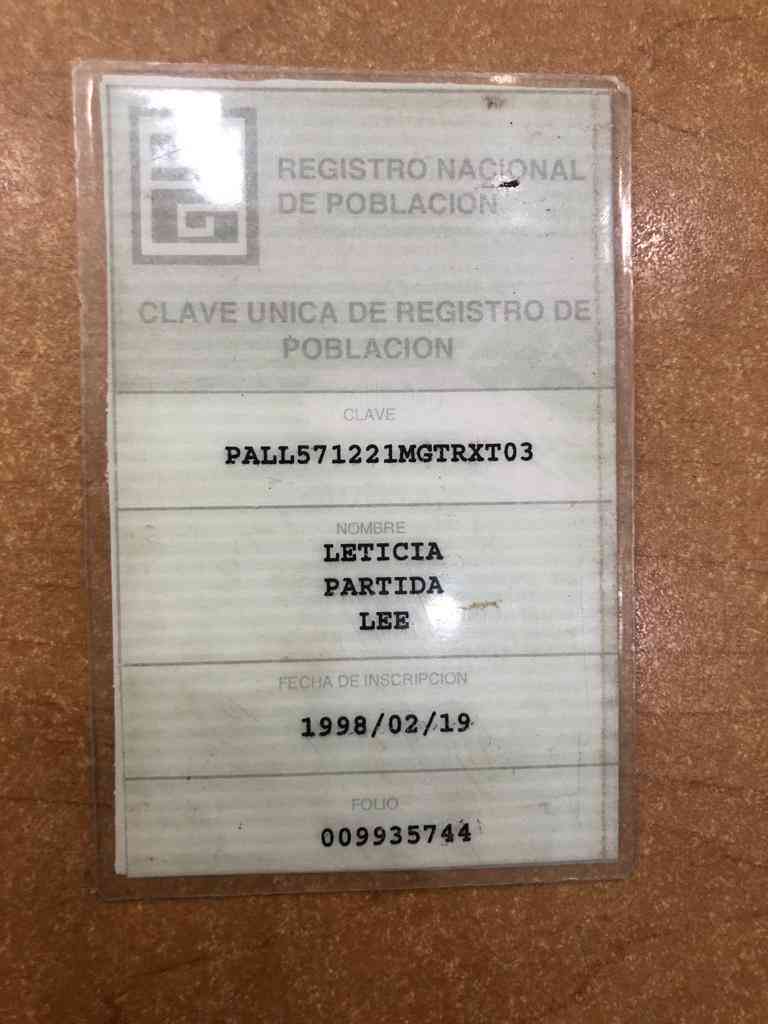 REGISTRO NACIONAL
DE POBLACION
CLAVE UNICA DE REGISTRO DE
POBLACION
CLAVE
PALL571221MGTRXT03
NOMBRE
LETICIA
PARTIDA
LEE
FECHA DE INSCRIPCION
1998/02/19
FOLIO
009935744